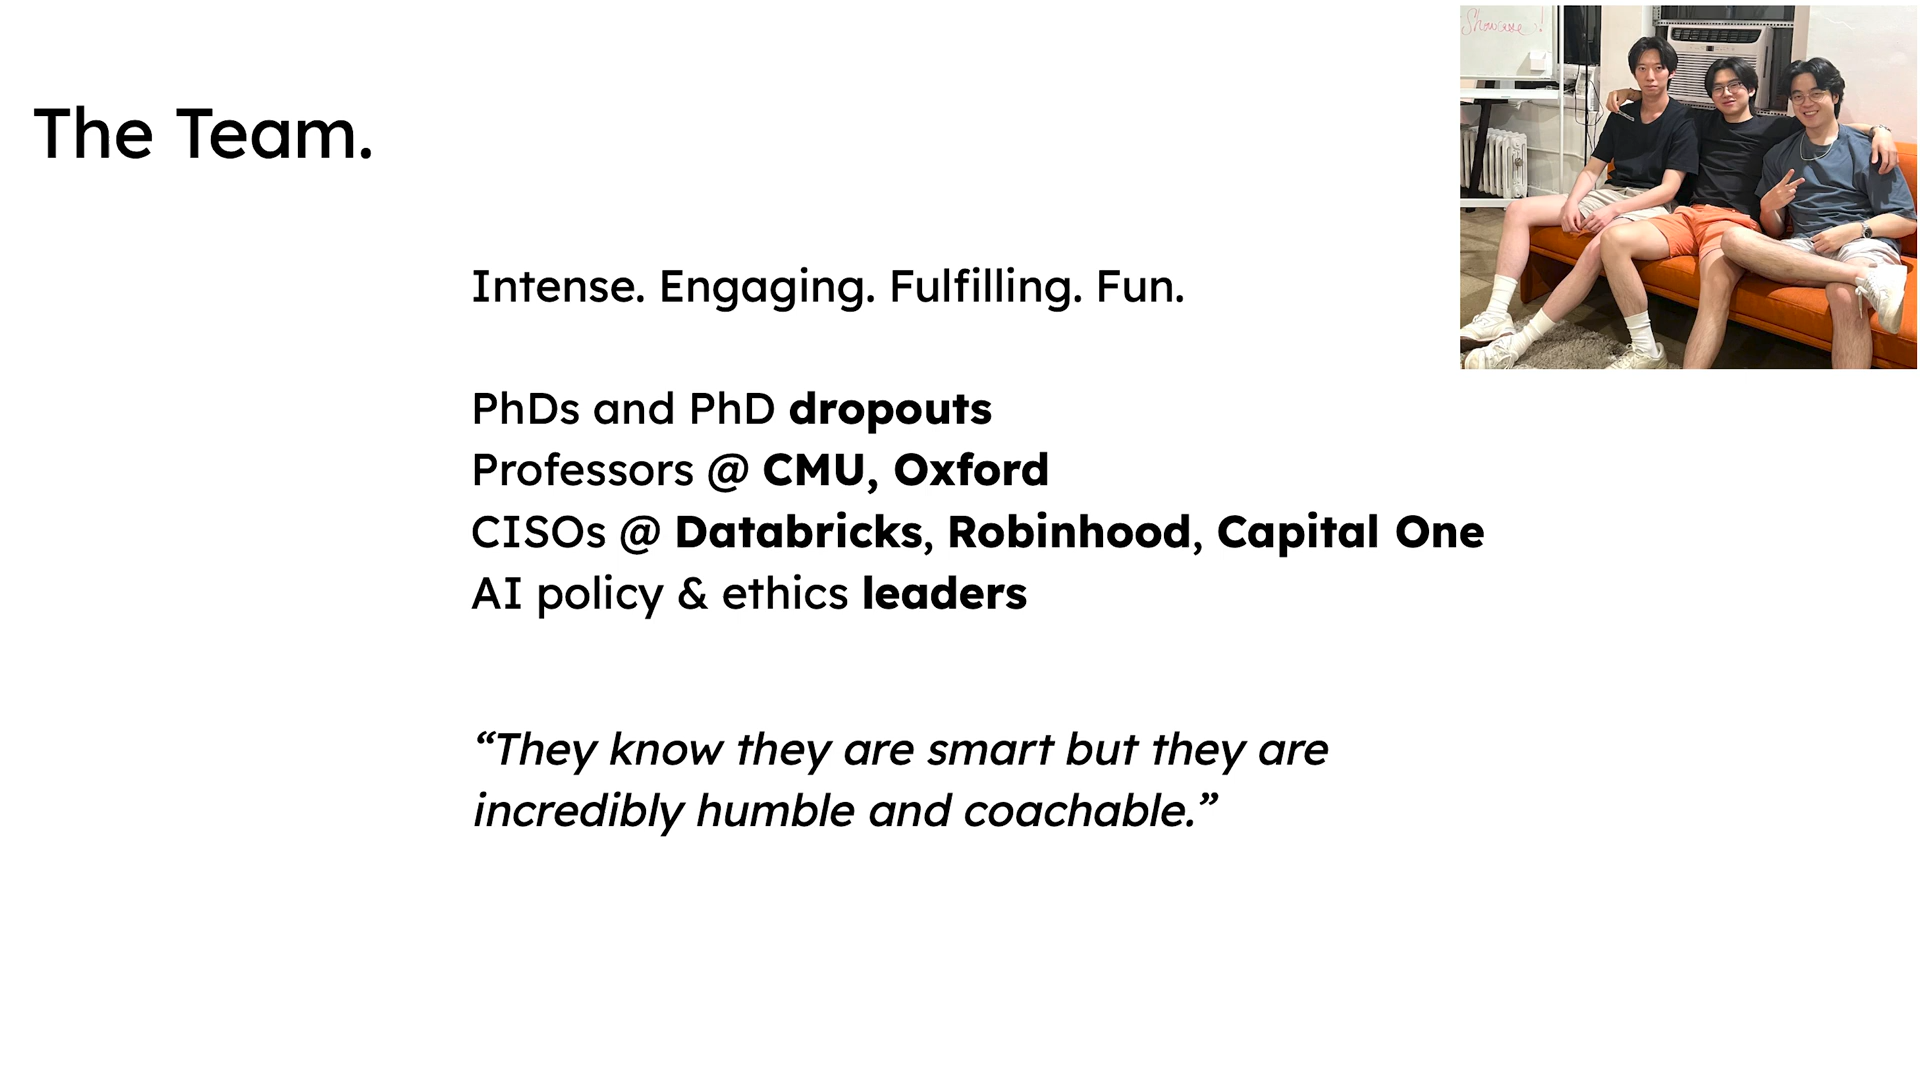 Showcase!
The Team.
Intense. Engaging. Fulfilling. Fun.
PhDs and PhD dropouts
Professors @ CMU, Oxford
CISOs @ Databricks, Robinhood, Capital One
AI policy & ethics leaders
“They know they are smart but they are
incredibly humble and coachable.”